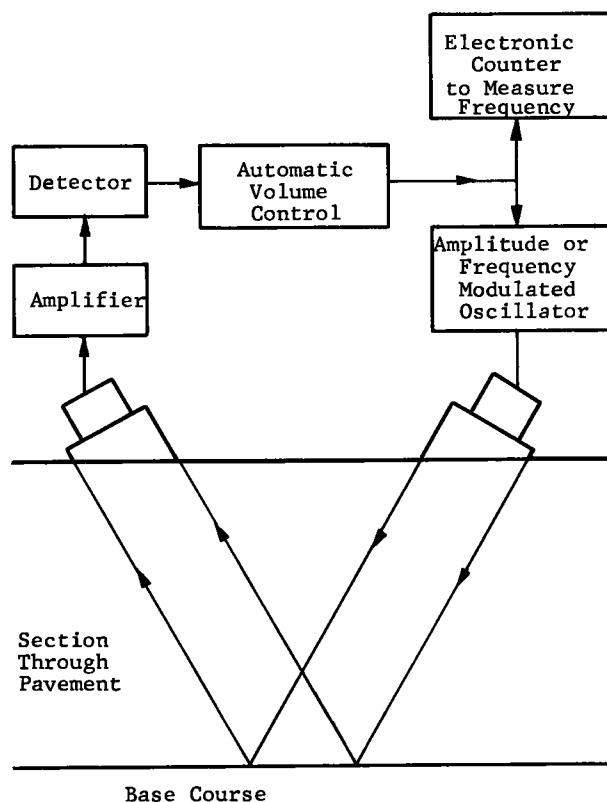 Electronic
Counter
to Measure
Frequency
Detector
Automatic
Volume
Control
Amplitude or
Frequency
Modulated
Oscillator
Amplifier
Section
Through
Pavement
Base Course